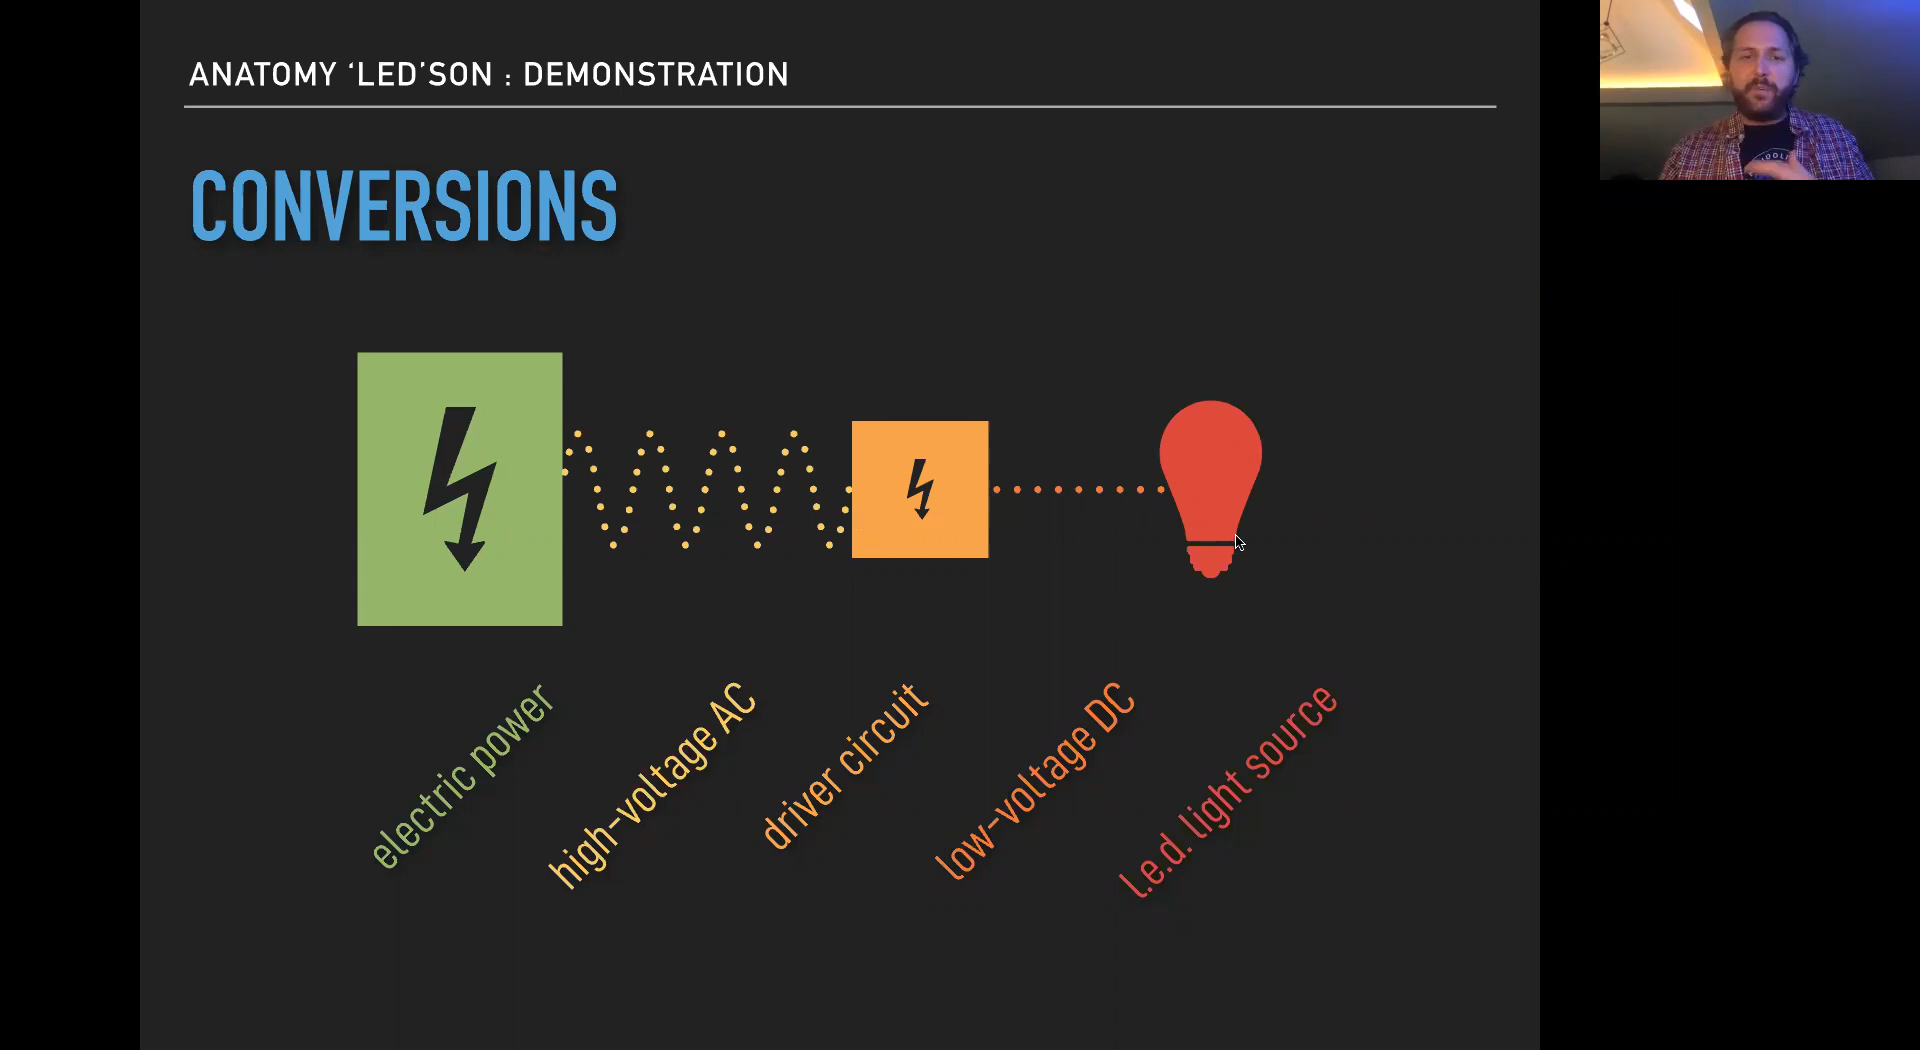 ANATOMY ‘LED’SON : DEMONSTRATION
CONVERSIONS
electric power
high-voltage AC
driver circuit
low-voltage DC
l.e.d. light source